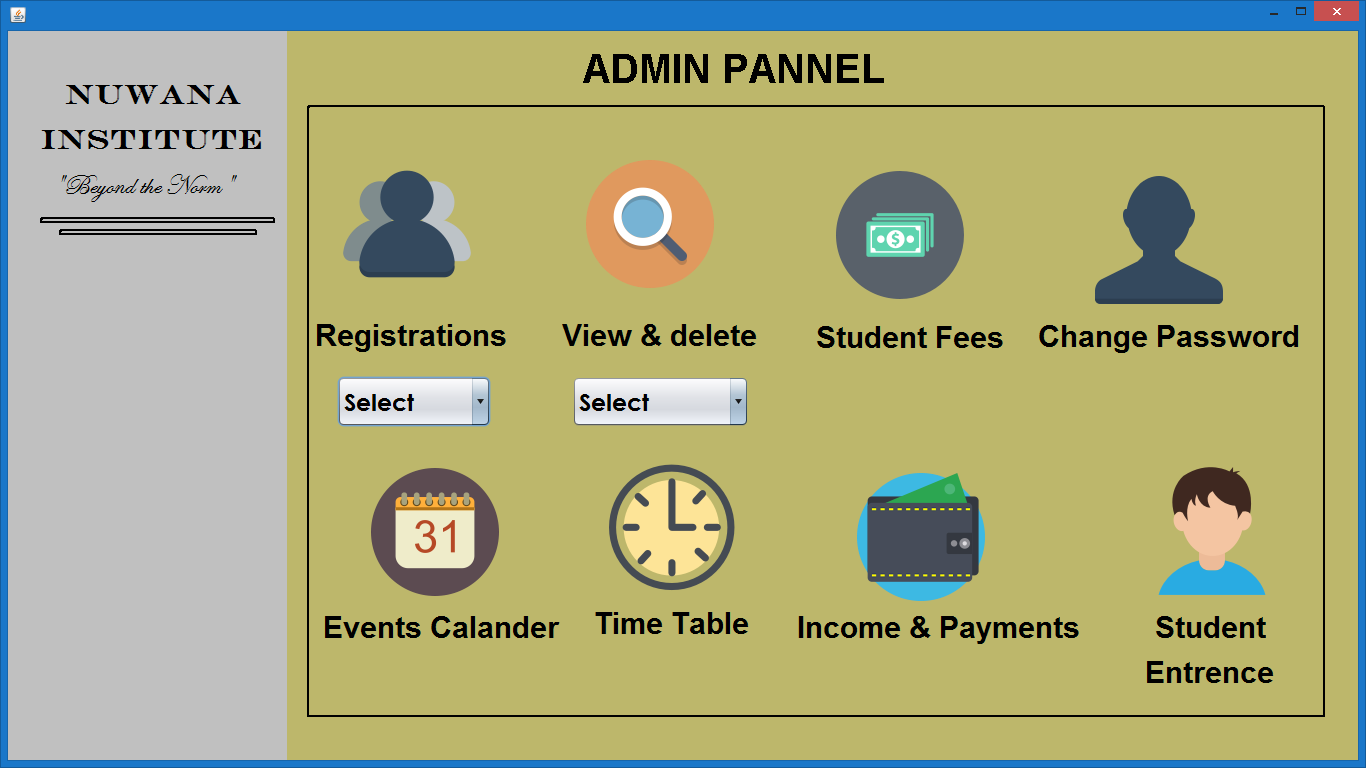 NUWANA
INSTITUTE
"Beyond the Norm "
ADMIN PANNEL
Registrations
View & delete
Student Fees
Change Password
Select
Select
31
Events Calander
Time Table
$
Income & Payments
Student
Entrence